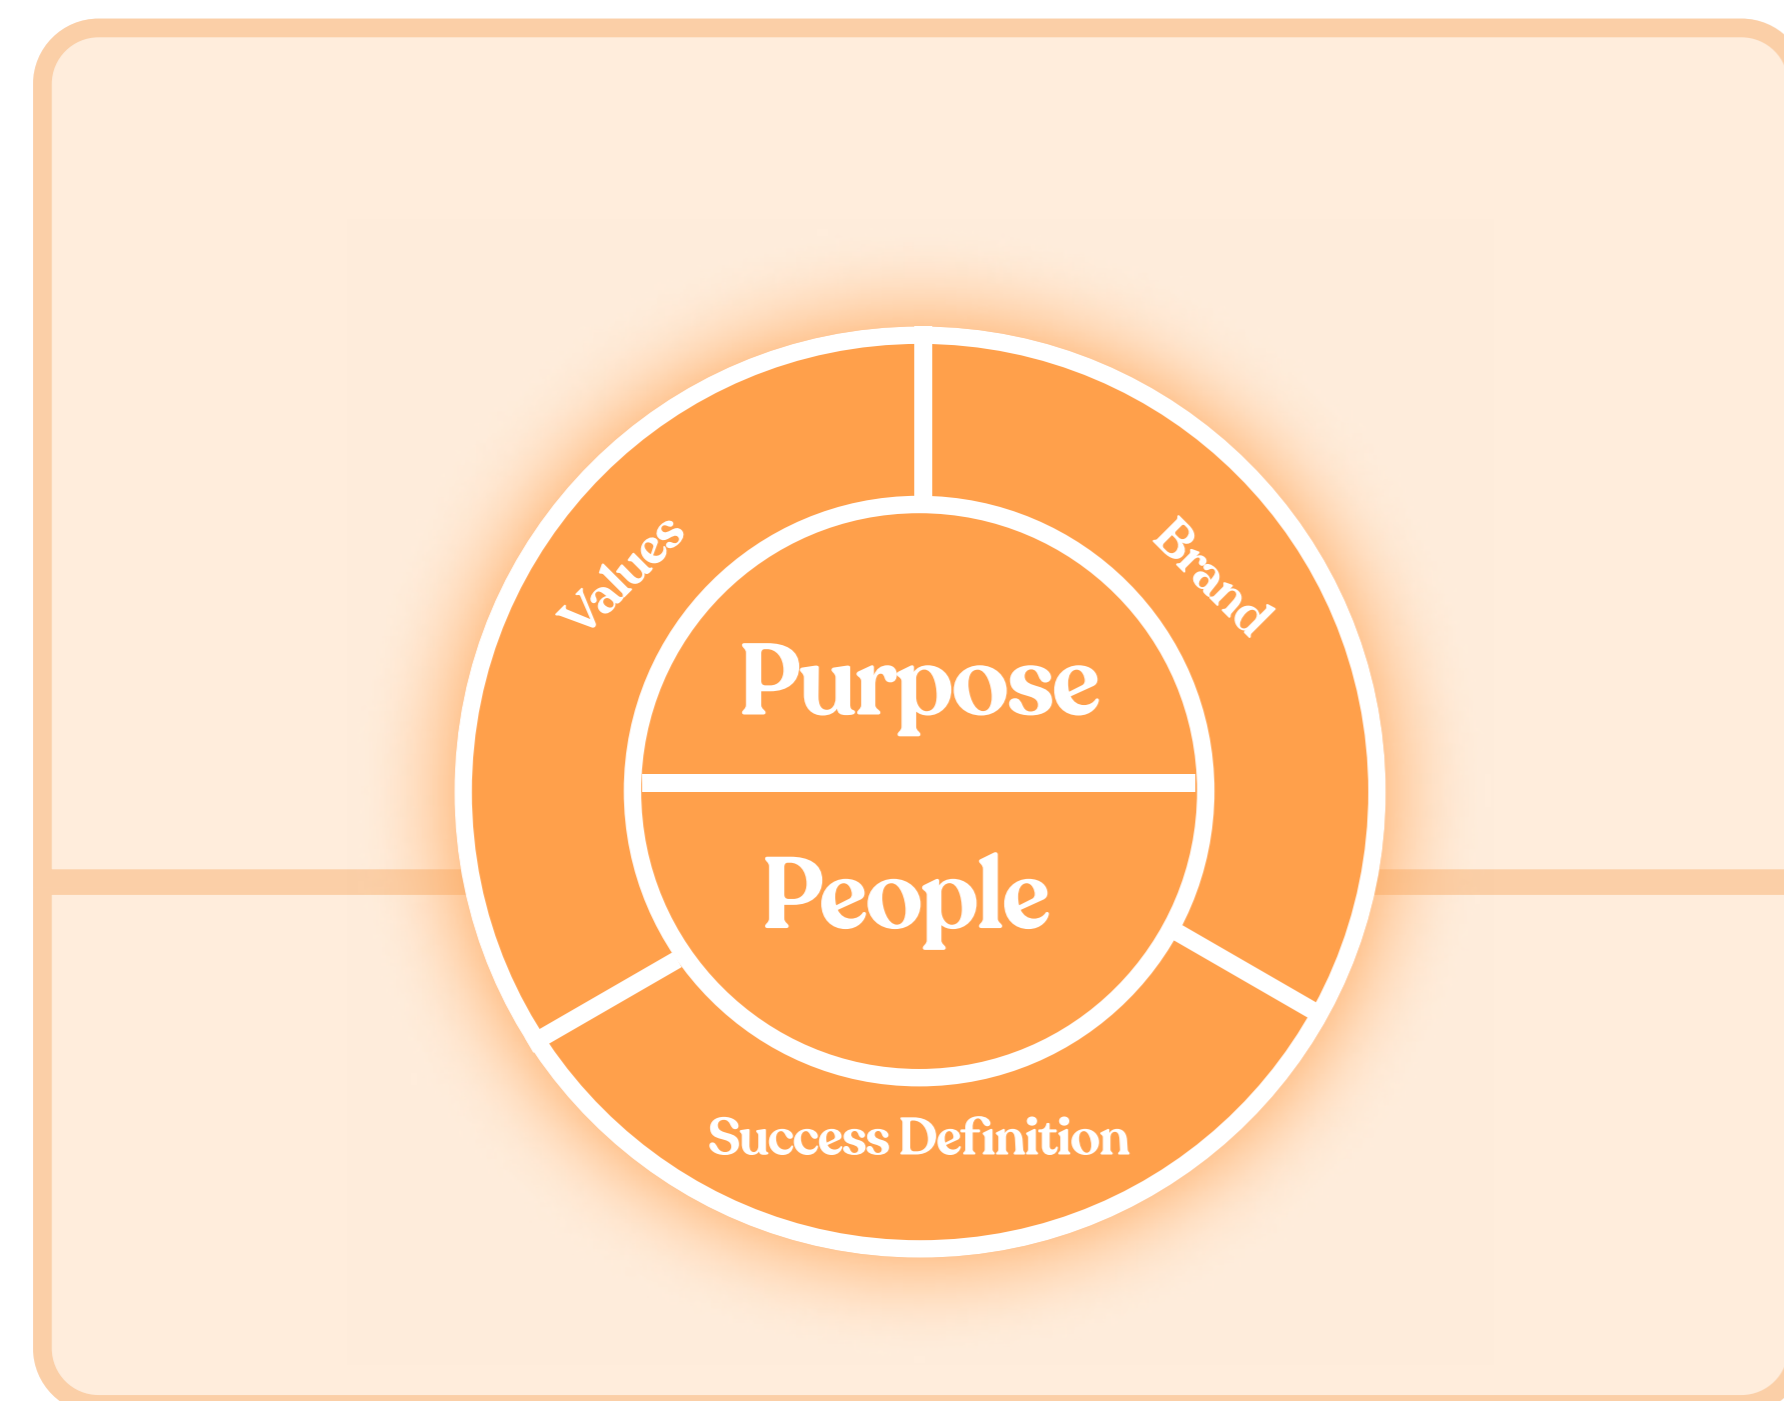 Values
Brand
Purpose
People
Success Definition